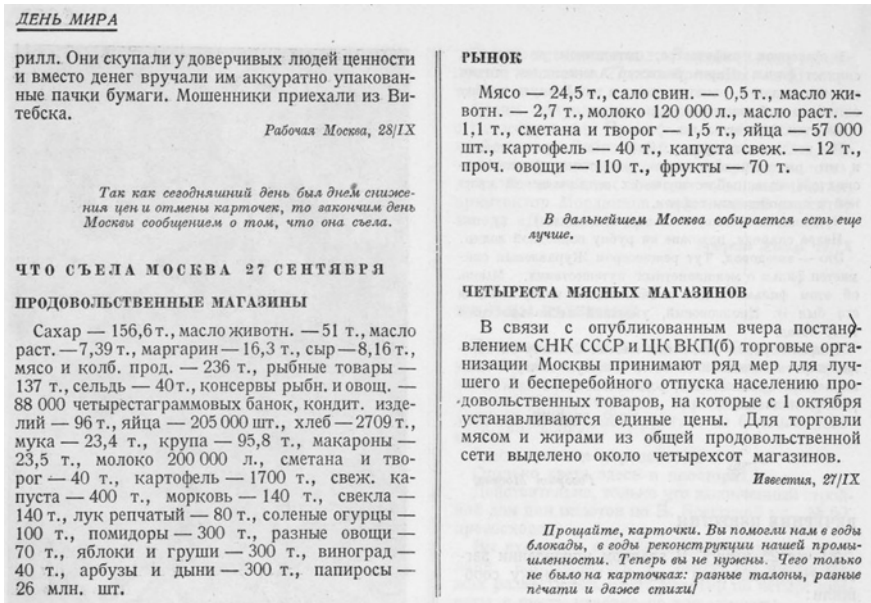 ДЕНЬ МИРА
рилл. Они скупали у доверчивых людей ценности
и вместо денег вручали им аккуратно упакован-
ные пачки бумаги. Мошенники приехали из Ви-
тебска.
Рабочая Москва, 28/IX
Так как сегодняшний день был днем сниже-
ния цен и отмены карточек, то закончим день
Москвы сообщением о том, что она съела.
ЧТО СЪЕЛА МОСКВА 27 СЕНТЯБРЯ
ПРОДОВОЛЬСТВЕННЫЕ МАГАЗИНЫ
Сахар — 156,6 т., масло животн. — 51 т., масло
раст. — 7,39 т., маргарин — 16,3 т., сыр — 8,16 т.,
мясо и колб. прод. — 236 т., рыбные товары —
137 т., сельдь — 40 т., консервы рыбн. и овощ. —
88 000 четырестаграммовых банок, кондит. изде-
лий — 96 т., яйца — 205 000 шт., хлеб — 2709 т.,
мука — 23,4 т., крупа — 95,8 т., макароны —
23,5 т., молоко 200 000 л., сметана и тво-
рог — 40 т., картофель — 1700 т., свеж. ка-
пуста — 400 т., морковь — 140 т., свекла —
140 т., лук репчатый — 80 т., соленые огурцы —
100 т., помидоры — 300 т., разные овощи —
70 т., яблоки и груши — 300 т., виноград —
40 т., арбузы и дыни — 300 т., папиросы —
26 млн. шт.
РЫНОК
Мясо — 24,5 т., сало свин. — 0,5 т., масло жи-
вотн. — 2,7 т., молоко 120 000 л., масло раст. —
1,1 т., сметана и творог — 1,5 т., яйца — 57 000
шт., картофель — 40 т., капуста свеж. — 12 т.,
проч. овощи — 110 т., фрукты — 70 т.
В дальнейшем Москва собирается есть еще
лучше.
ЧЕТЫРЕСТА МЯСНЫХ МАГАЗИНОВ
В связи с опубликованным вчера постано-
влением СНК СССР и ЦК ВКП(б) торговые орга-
низации Москвы принимают ряд мер для луч-
шего и бесперебойного отпуска населению про-
довольственных товаров, на которые с 1 октября
устанавливаются единые цены. Для торговли
мясом и жирами из общей продовольственной
сети выделено около четырехсот магазинов.
Известия, 27/IX
Прощайте, карточки. Вы помогли нам в годы
блокады, в годы реконструкции нашей промы-
шленности. Теперь вы не нужны. Чего только
не было на карточках: разные талоны, разные
печати и даже стихи!